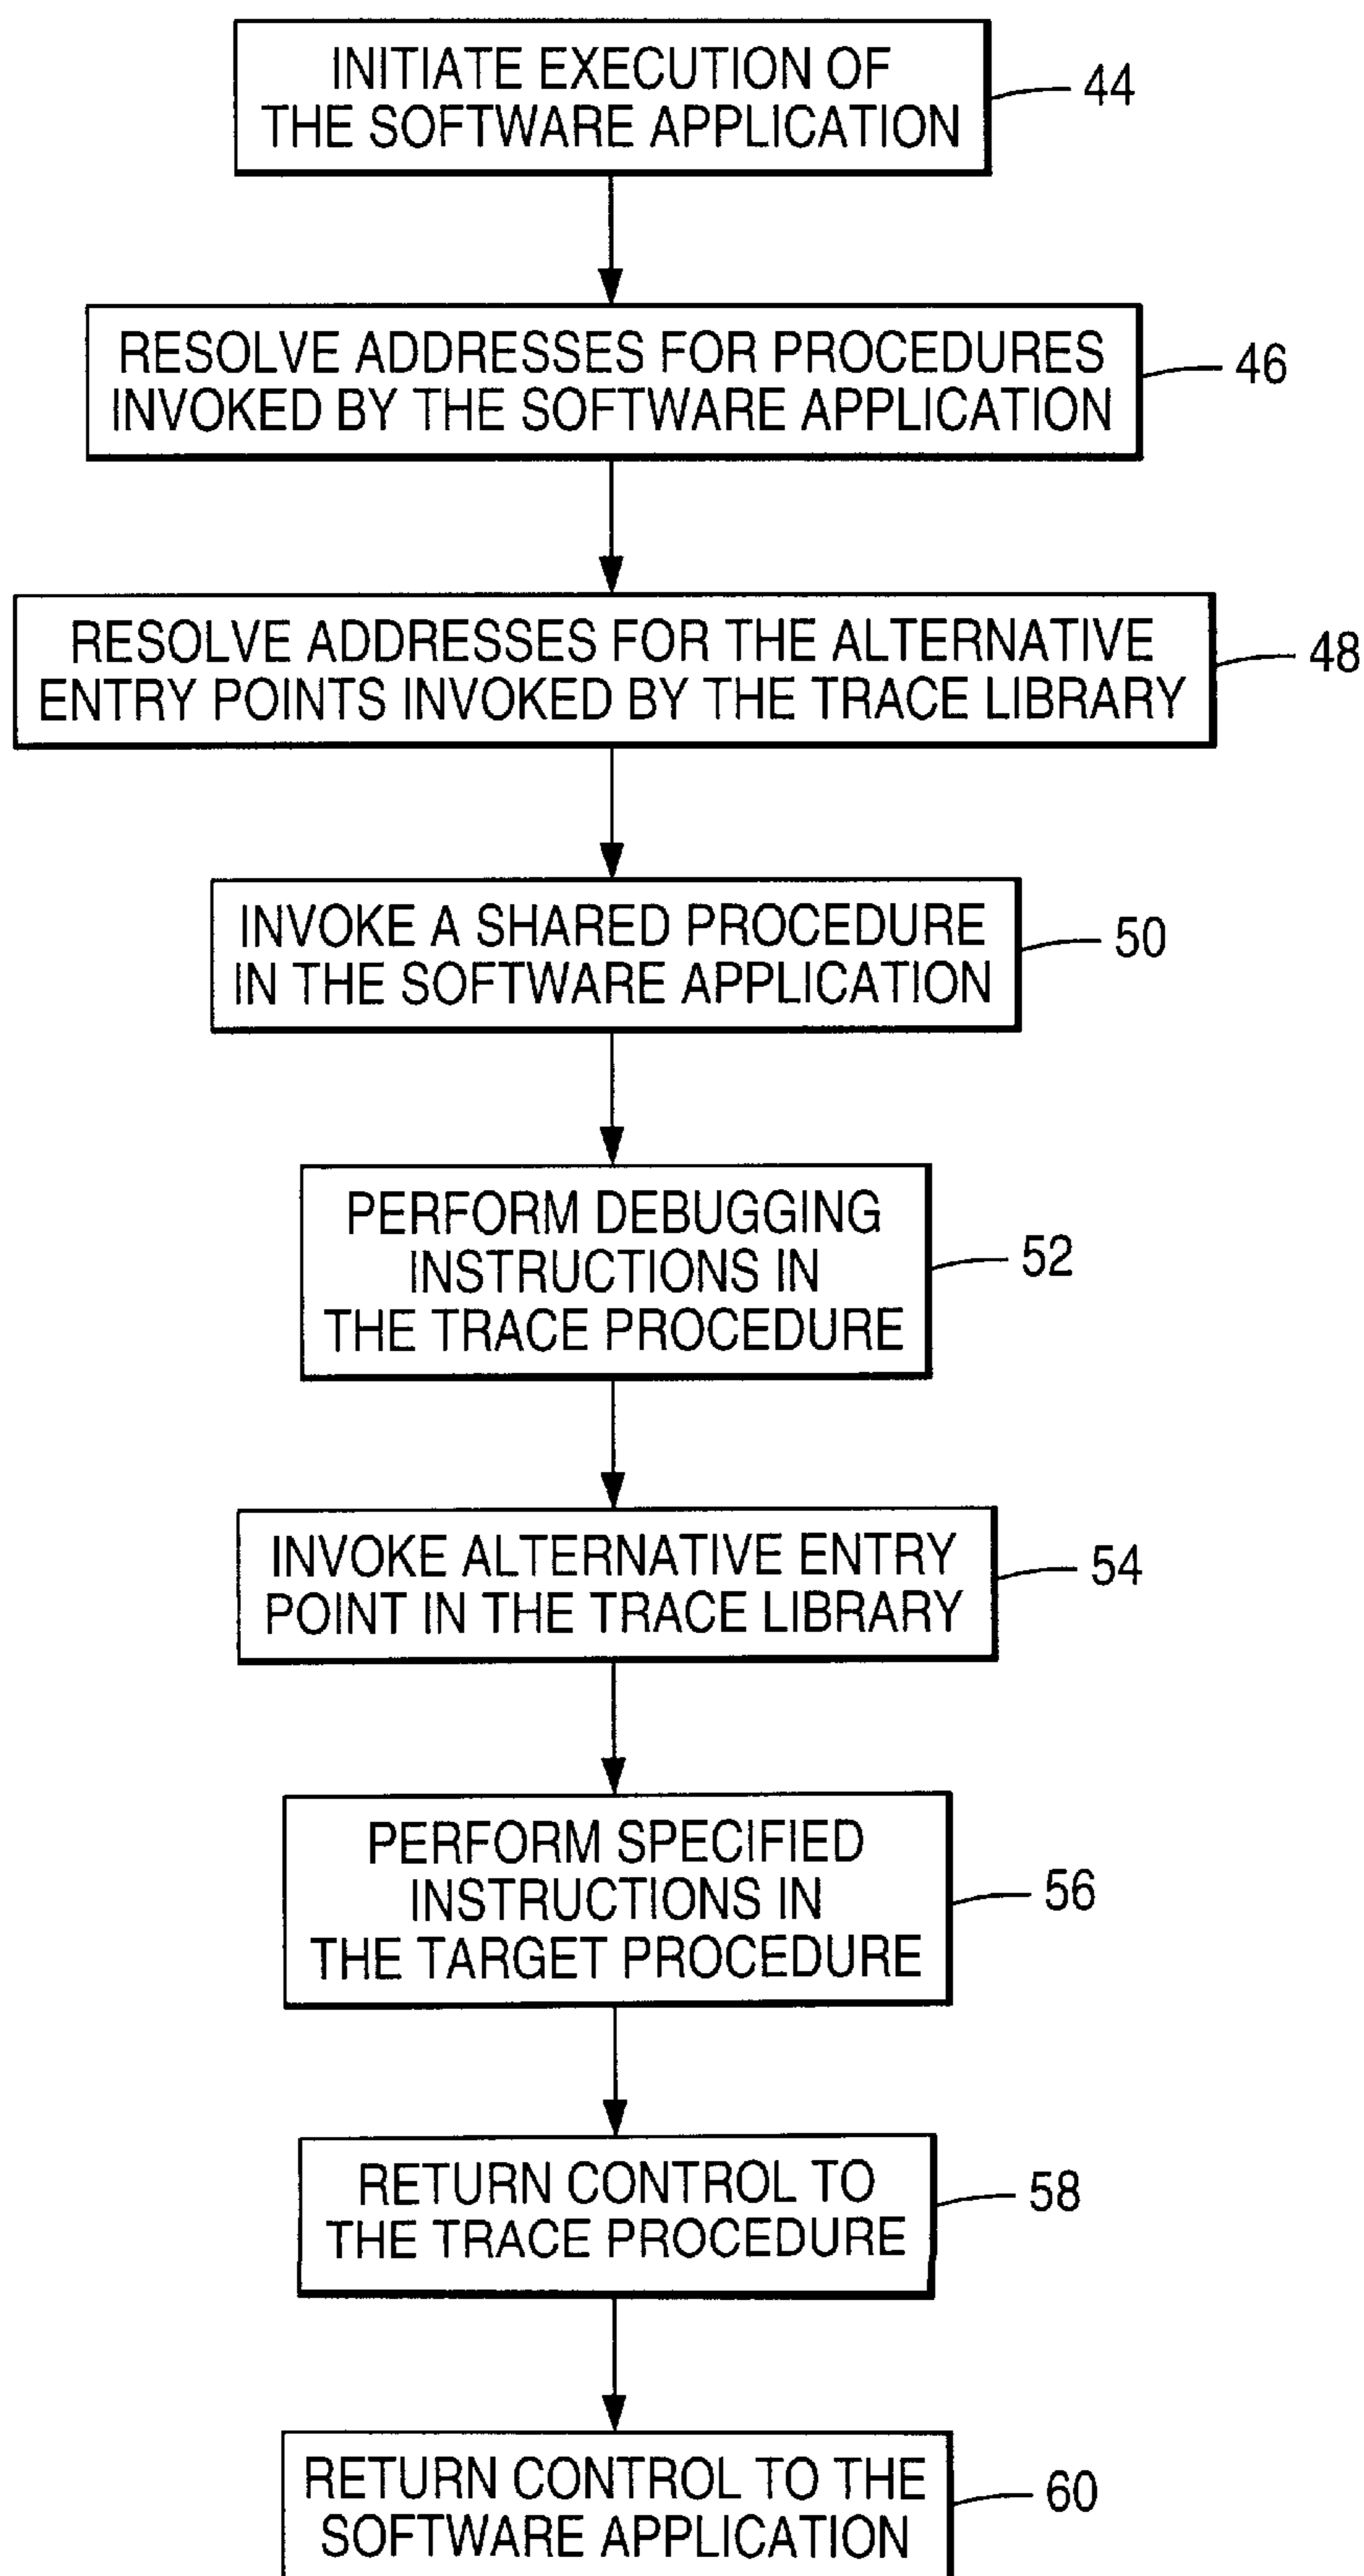 INITIATE EXECUTION OF
THE SOFTWARE APPLICATION
44
RESOLVE ADDRESSES FOR PROCEDURES
INVOKED BY THE SOFTWARE APPLICATION
46
RESOLVE ADDRESSES FOR THE ALTERNATIVE
ENTRY POINTS INVOKED BY THE TRACE LIBRARY
48
INVOKE A SHARED PROCEDURE
IN THE SOFTWARE APPLICATION
50
PERFORM DEBUGGING
INSTRUCTIONS IN
THE TRACE PROCEDURE
52
INVOKE ALTERNATIVE ENTRY
POINT IN THE TRACE LIBRARY
54
PERFORM SPECIFIED
INSTRUCTIONS IN
THE TARGET PROCEDURE
56
RETURN CONTROL TO
THE TRACE PROCEDURE
58
RETURN CONTROL TO THE
SOFTWARE APPLICATION
60